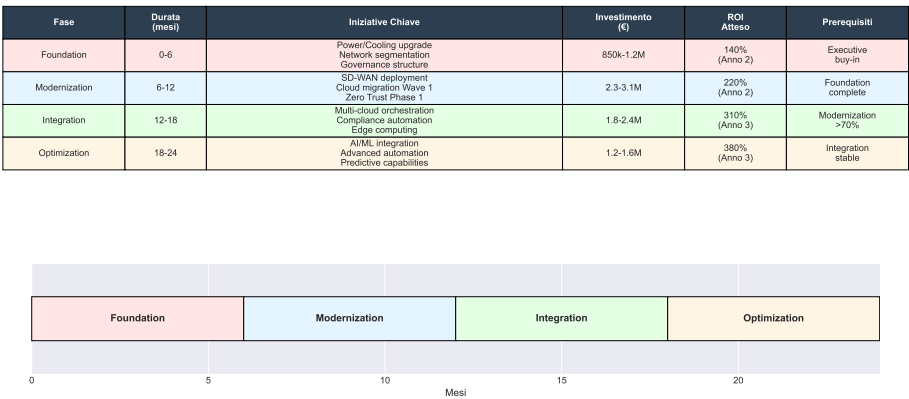 Fase
Durata
(mesi)
Iniziative Chiave
Investimento
(€)
ROI
Atteso
Prerequisiti
Foundation
0-6
Power/Cooling upgrade
Network segmentation
Governance structure
850k-1.2M
140%
(Anno 2)
Executive
buy-in
Modernization
6-12
SD-WAN deployment
Cloud migration Wave 1
Zero Trust Phase 1
2.3-3.1M
220%
(Anno 2)
Foundation
complete
Integration
12-18
Multi-cloud orchestration
Compliance automation
Edge computing
1.8-2.4M
310%
(Anno 3)
Modernization
>70%
Optimization
18-24
AI/ML integration
Advanced automation
Predictive capabilities
1.2-1.6M
380%
(Anno 3)
Integration
stable
Foundation
Modernization
Integration
Optimization
0
5
10
15
20
Mesi